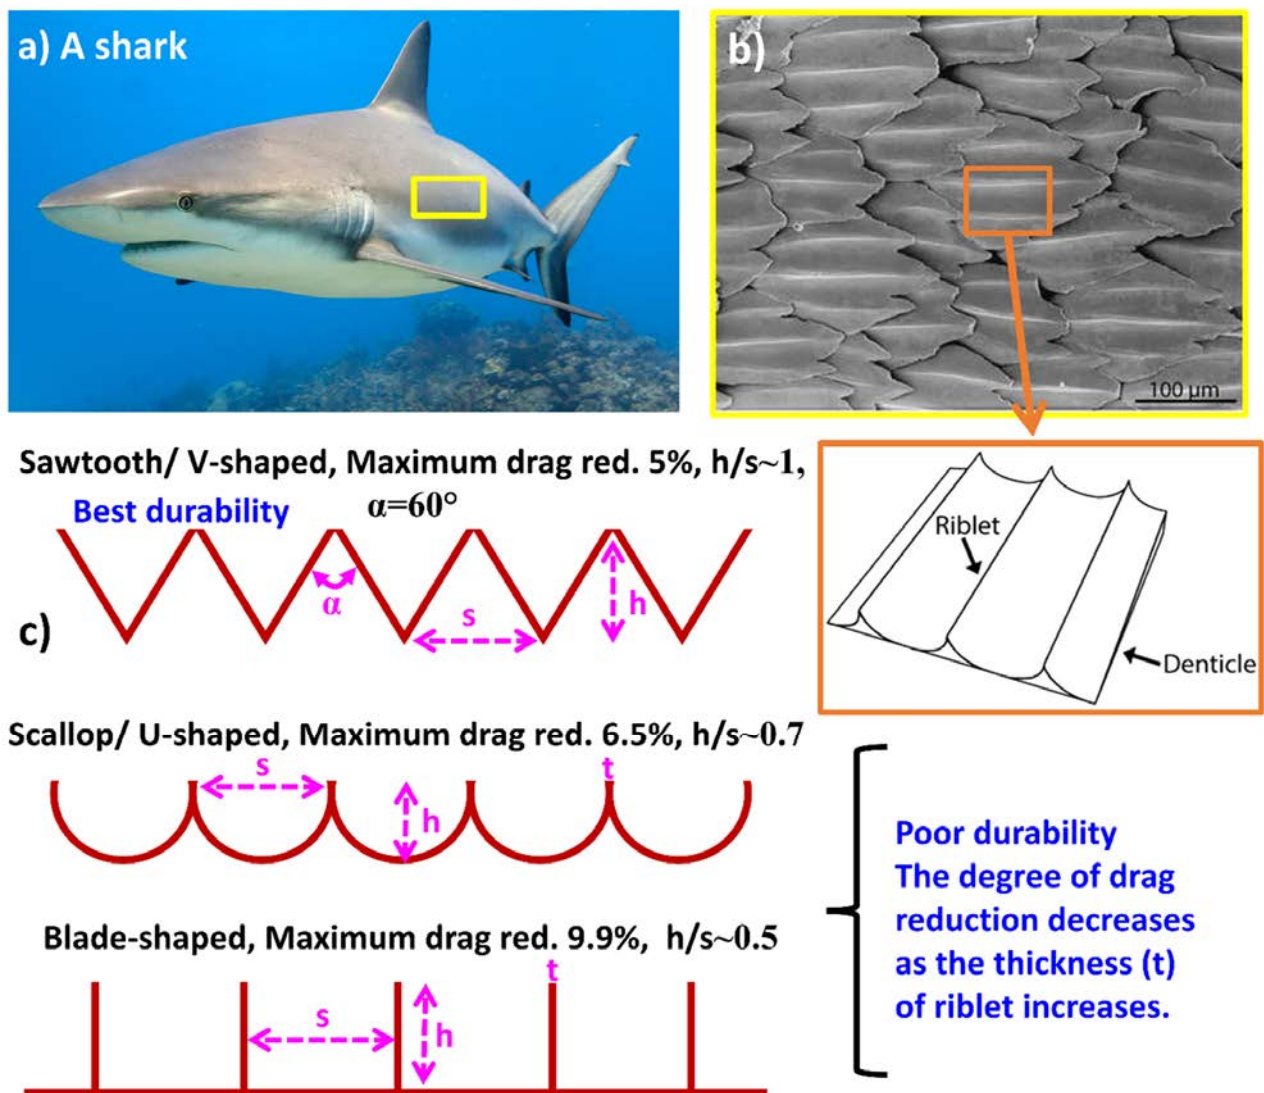 a) A shark
b)
100 µm
Sawtooth/ V-shaped, Maximum drag red. 5%, h/s~1,
α=60°
Best durability
α
s
h
c)
Riblet
Denticle
Scallop/ U-shaped, Maximum drag red. 6.5%, h/s~0.7
s
t
h
Poor durability
The degree of drag
reduction decreases
as the thickness (t)
of riblet increases.
Blade-shaped, Maximum drag red. 9.9%, h/s~0.5
t
s
h